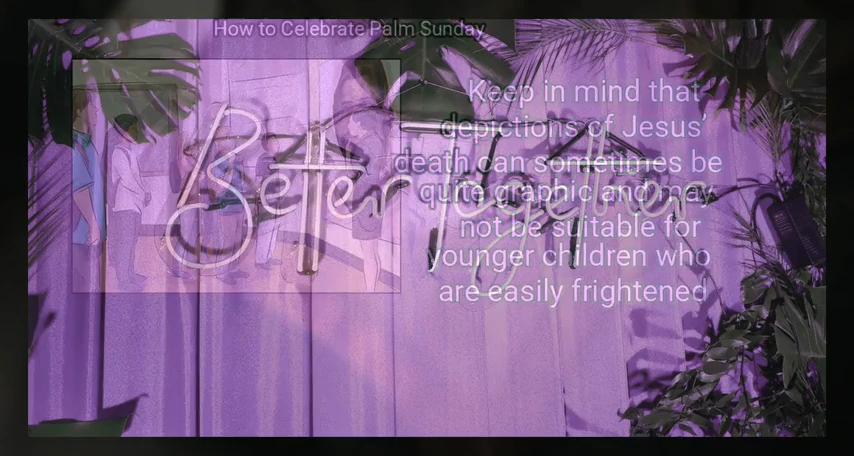 How to Celebrate Palm Sunday
Keep in mind that
depictions of Jesus'
death can sometimes be
quite graphic and may
not be suitable for
younger children who
are easily frightened
Better Together